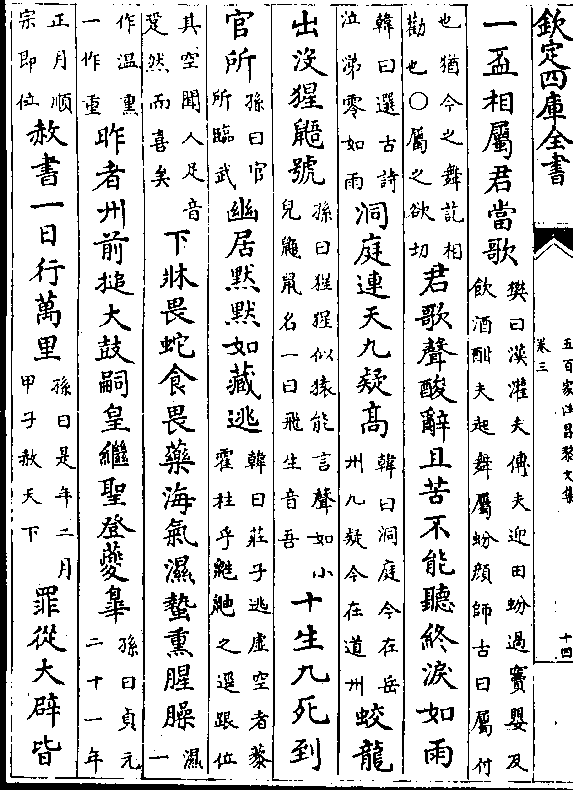 欽定四庫全書
五百家注昌黎文集
卷三
十四
一盃相屬君當歌樊曰漢灌夫傳夫迎田蚡過竇嬰及飲酒酣夫起舞屬蚡顔師古曰屬付
也猶今之舞訖相勸也〇屬之欲切君歌聲酸辭且苦不能聽終淚如雨
韓曰選古詩泣涕零如雨洞庭連天九疑髙韓曰洞庭今在岳州九疑今在道州蛟龍
出没猩鼯號孫曰猩猩似猿能言聲如小兒鼯鼠名一曰飛生音吾十生九死到
官所孫曰官所臨武幽居黙黙如藏逃韓曰莊子逃虛空者藜藿柱乎鼪鼬之逕踉位
其空聞人足音跫然而喜矣下牀畏蛇食畏藥海氣濕蟄熏腥臊濕一
作温熏一作重昨者州前搥大鼓嗣皇繼聖登夔臯孫曰貞元二十一年
正月順宗即位赦書一日行萬里孫曰是年二月甲子赦天下罪從大辟皆